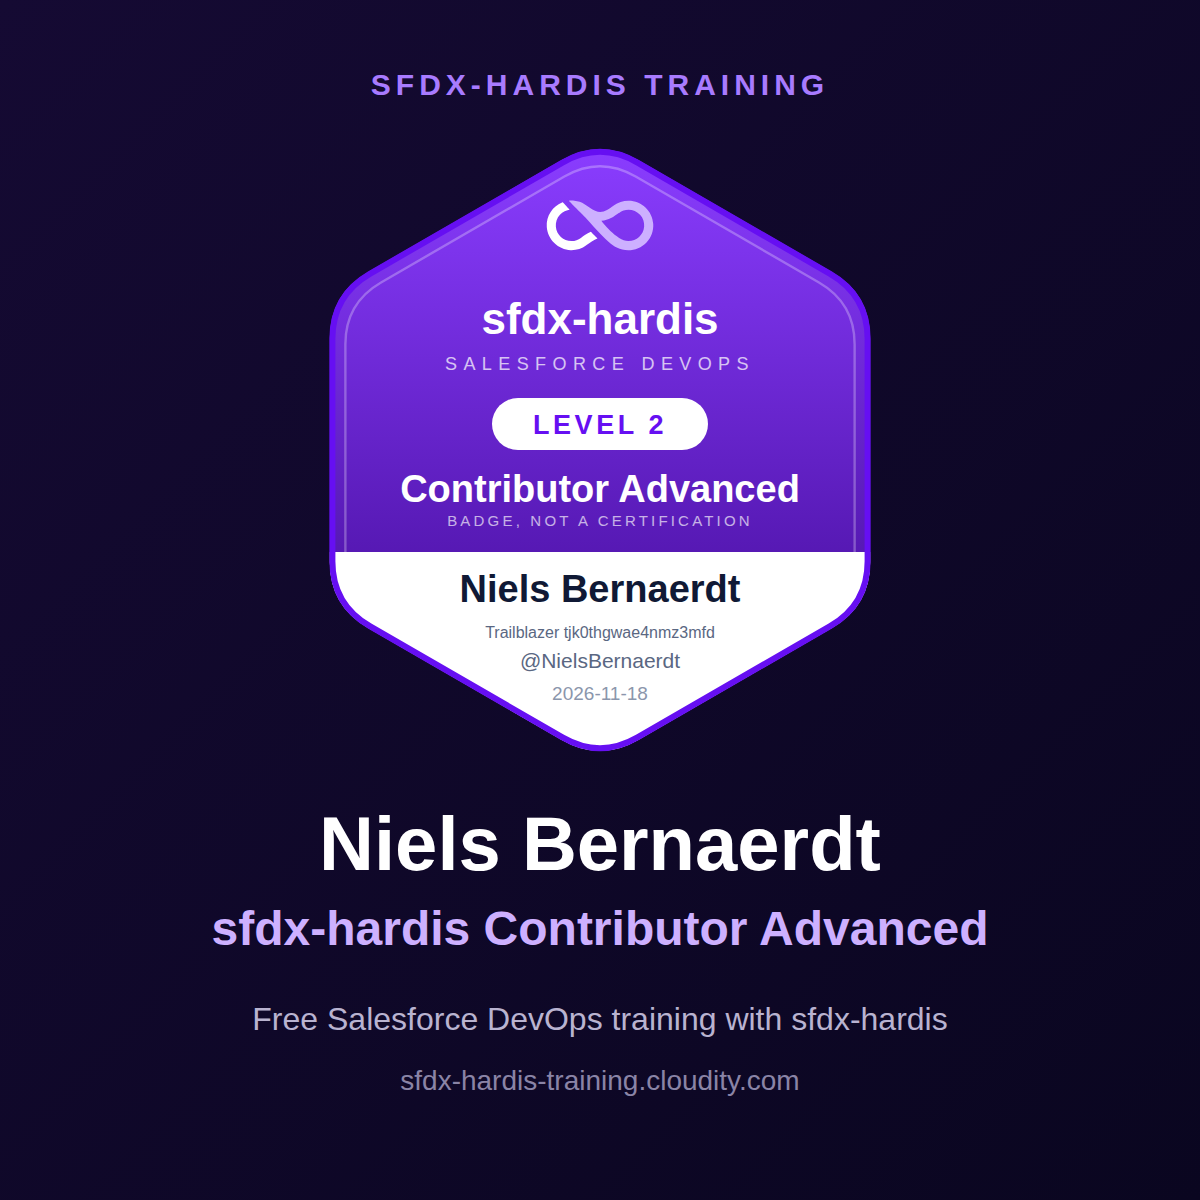 SFDX-HARDIS TRAINING
sfdx-hardis
SALESFORCE DEVOPS
LEVEL 2
Contributor Advanced
BADGE, NOT A CERTIFICATION
Niels Bernaerdt
Trailblazer tjk0thgwae4nmz3mfd
@NielsBernaerdt
2026-11-18
Niels Bernaerdt
sfdx-hardis Contributor Advanced
Free Salesforce DevOps training with sfdx-hardis
sfdx-hardis-training.cloudity.com